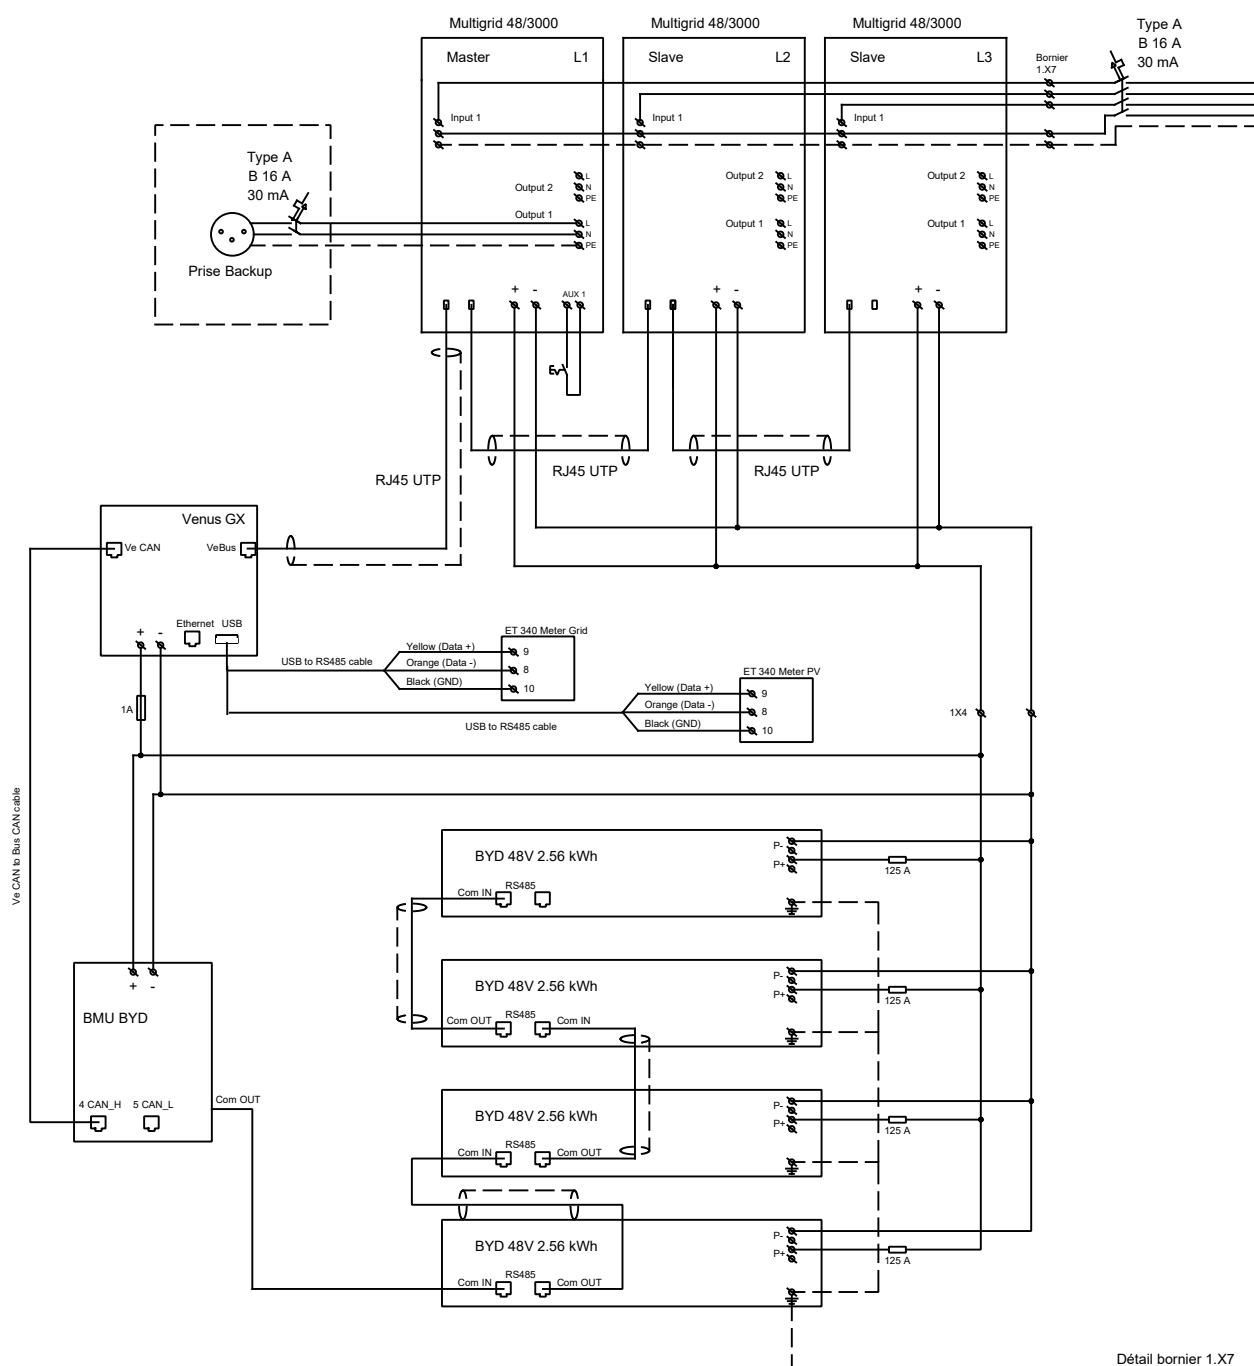 Multigrid 48/3000
Multigrid 48/3000
Multigrid 48/3000
Type A
B 16 A
30 mA
Master
L1
Slave
L2
Slave
L3
Bornier
1.X7
Input 1
Input 1
Input 1
Type A
B 16 A
30 mA
Prise Backup
Output 2
L
N
PE
Output 1
L
N
PE
Output 2
L
N
PE
Output 1
L
N
PE
Output 2
L
N
PE
Output 1
L
N
PE
+
-
AUX 1
+
-
+
-
RJ45 UTP
RJ45 UTP
RJ45 UTP
Venus GX
Ve CAN
VeBus
Ethernet
USB
+
-
1A
USB to RS485 cable
Yellow (Data +)
Orange (Data -)
Black (GND)
ET 340 Meter Grid
9
8
10
USB to RS485 cable
Yellow (Data +)
Orange (Data -)
Black (GND)
ET 340 Meter PV
9
8
10
1X4
Ve CAN to Bus CAN cable
BYD 48V 2.56 kWh
Com IN
RS485
P-
P+
125 A
BYD 48V 2.56 kWh
Com OUT
RS485
Com IN
P-
P+
125 A
+
-
BMU BYD
4 CAN_H
5 CAN_L
Com OUT
BYD 48V 2.56 kWh
Com IN
RS485
Com OUT
P-
P+
125 A
BYD 48V 2.56 kWh
Com IN
RS485
Com OUT
P-
P+
125 A
Détail bornier 1.X7